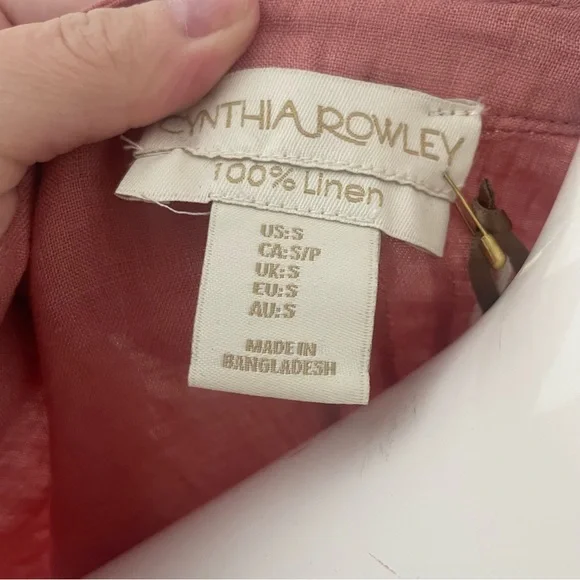 CYNTHIA ROWLEY
100% Linen
US:S
CA:S/P
UK:S
EU:S
AU:S
MADE IN
BANGLADESH